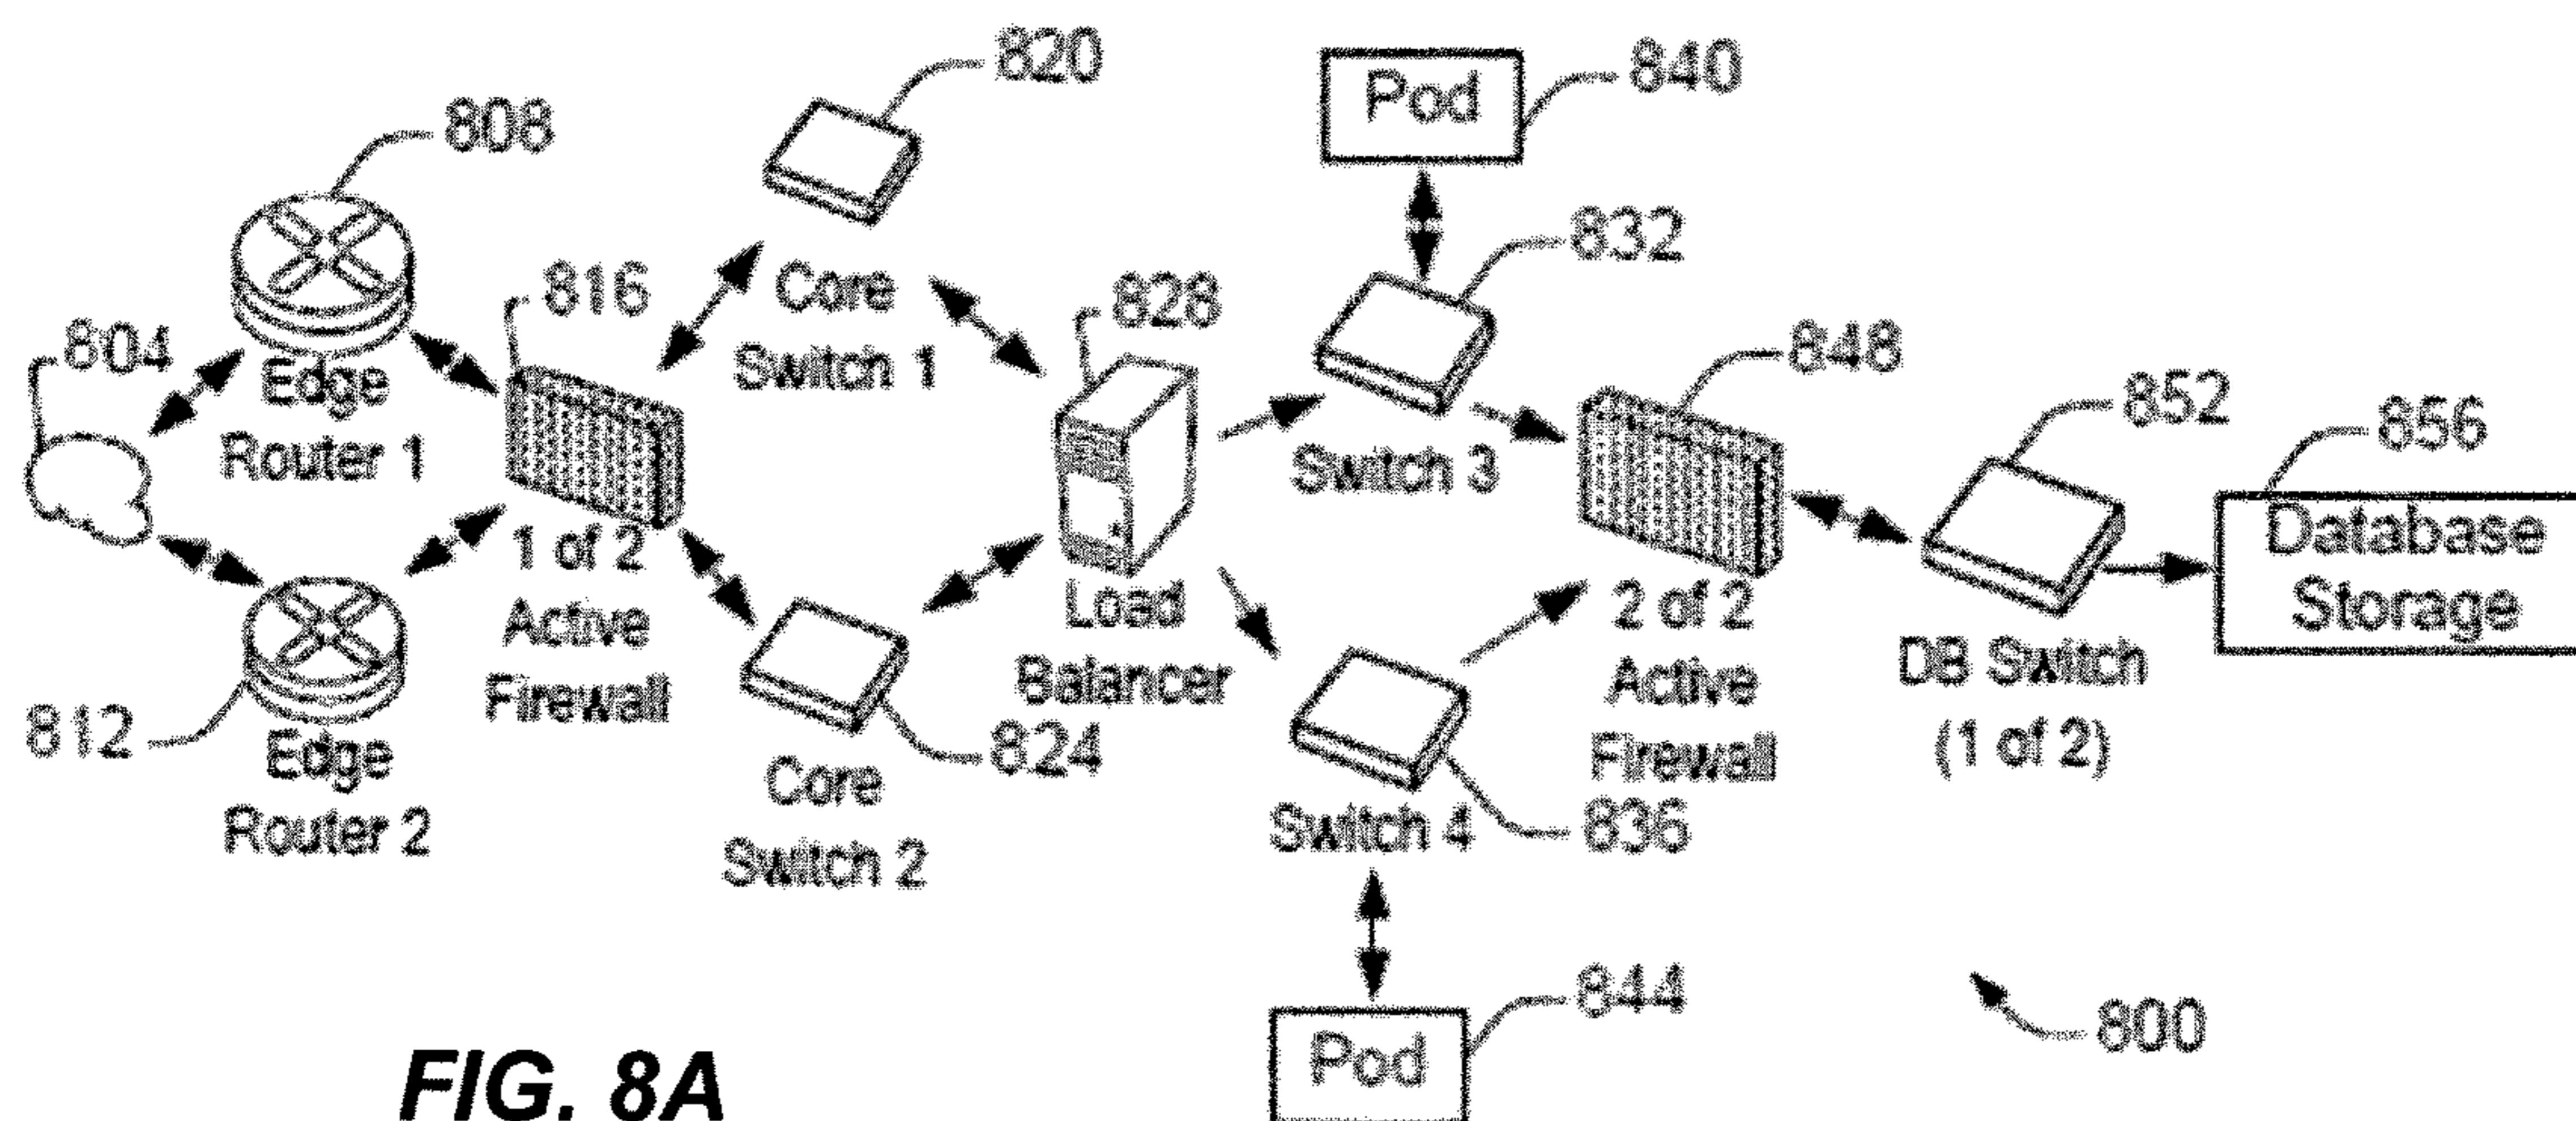 820
Pod
840
808
832
816
Core
Switch 1
828
848
804
Edge
Router 1
852
856
Switch 3
Database
Storage
1 of 2
Active
Firewall
Load
Balancer
2 of 2
Active
Firewall
DB Switch
(1 of 2)
812
Edge
Router 2
824
Core
Switch 2
Switch 4
836
844
Pod
800
FIG. 8A